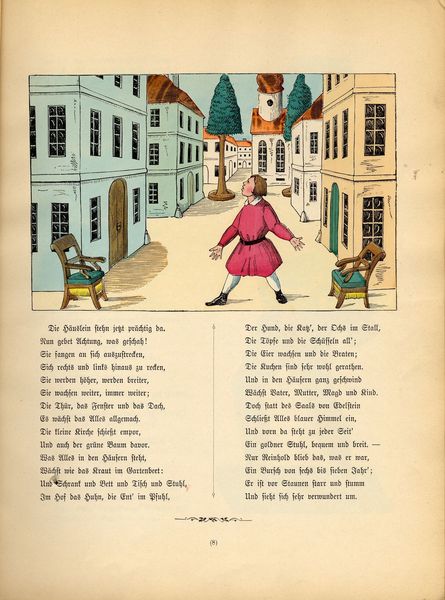 Die Häuslein stehn jetzt prächtig da.
Nun gebet Achtung, was geschah!
Sie fangen an sich auszustrecken,
Sich rechts und links hinaus zu recken,
Sie werden höher, werden breiter,
Sie wachsen weiter, immer weiter;
Die Thür, das Fenster und das Dach,
Es wächst das Alles allgemach.
Die kleine Kirche schießt empor,
Und auch der grüne Baum davor.
Was Alles in den Häusern steht,
Wächst wie das Kraut im Gartenbeet:
Und Schrank und Bett und Tisch und Stuhl,
Im Hof das Huhn, die Ent' im Pfuhl,
Der Hund, die Katz', der Ochs im Stall,
Die Töpfe und die Schüsseln all';
Die Eier wachsen und die Braten;
Die Kuchen sind sehr wohl gerathen.
Und in den Häusern ganz geschwind
Wächst Vater, Mutter, Magd und Kind.
Doch statt des Saals von Edelstein
Schließt Alles blauer Himmel ein,
Und vorn da steht zu jeder Seit'
Ein goldner Stuhl, bequem und breit. —
Nur Reinhold blieb das, was er war,
Ein Bursch von sechs bis sieben Jahr';
Er ist vor Staunen starr und stumm
Und sieht sich sehr verwundert um.
(8)